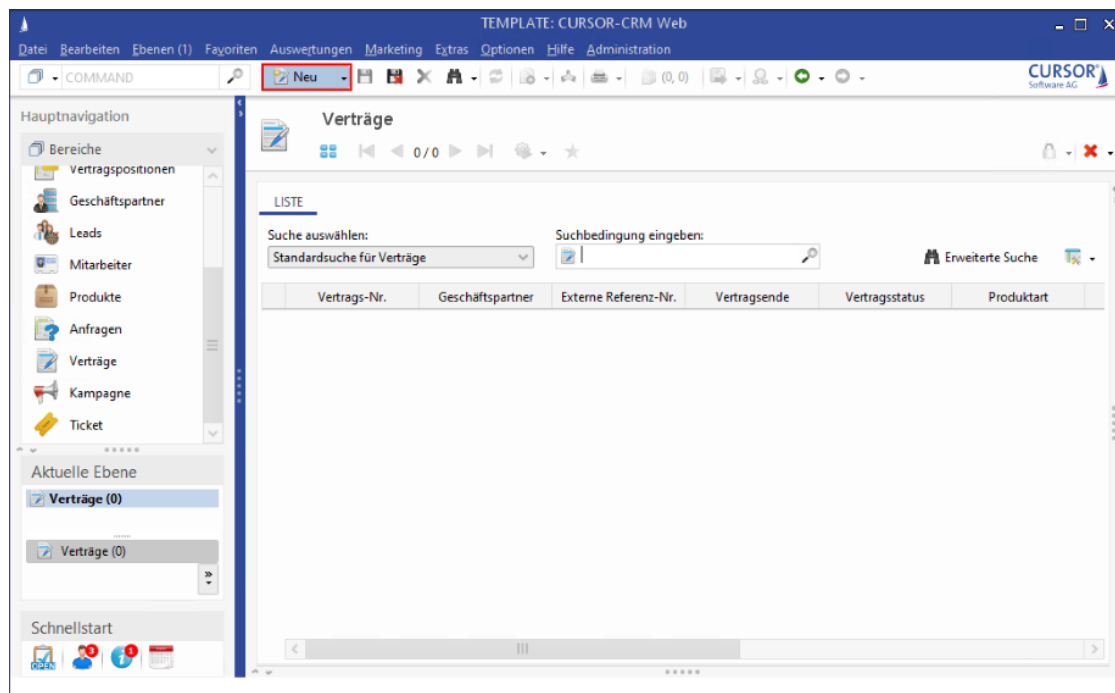 TEMPLATE: CURSOR-CRM Web
Datei Bearbeiten Ebenen (1) Favoriten Auswertungen Marketing Extras Optionen Hilfe Administration
COMMAND Neu (0, 0) CURSOR
Software AG
Hauptnavigation
Bereiche
Vertragspositionen
Geschäftspartner
Leads
Mitarbeiter
Produkte
Anfragen
Verträge
Kampagne
Ticket
Aktuelle Ebene
Verträge (0)
Verträge (0)
Schnellstart
OPEN 3 1
Verträge
0/0
LISTE
Suche auswählen: Suchbedingung eingeben:
Standardsuche für Verträge Erweiterte Suche
Vertrags-Nr. Geschäftspartner Externe Referenz-Nr. Vertragsende Vertragsstatus Produktart